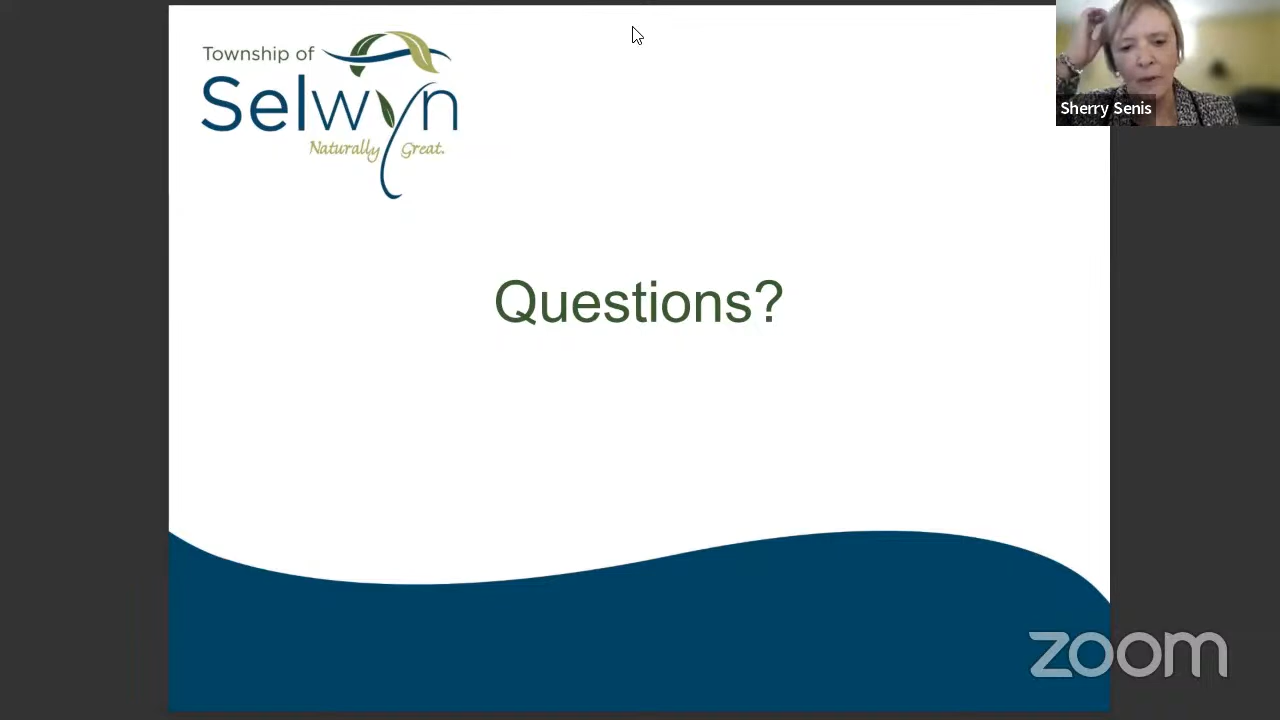 Township of
Selwyn
Naturally Great.
Sherry Senis
Questions?
zoom